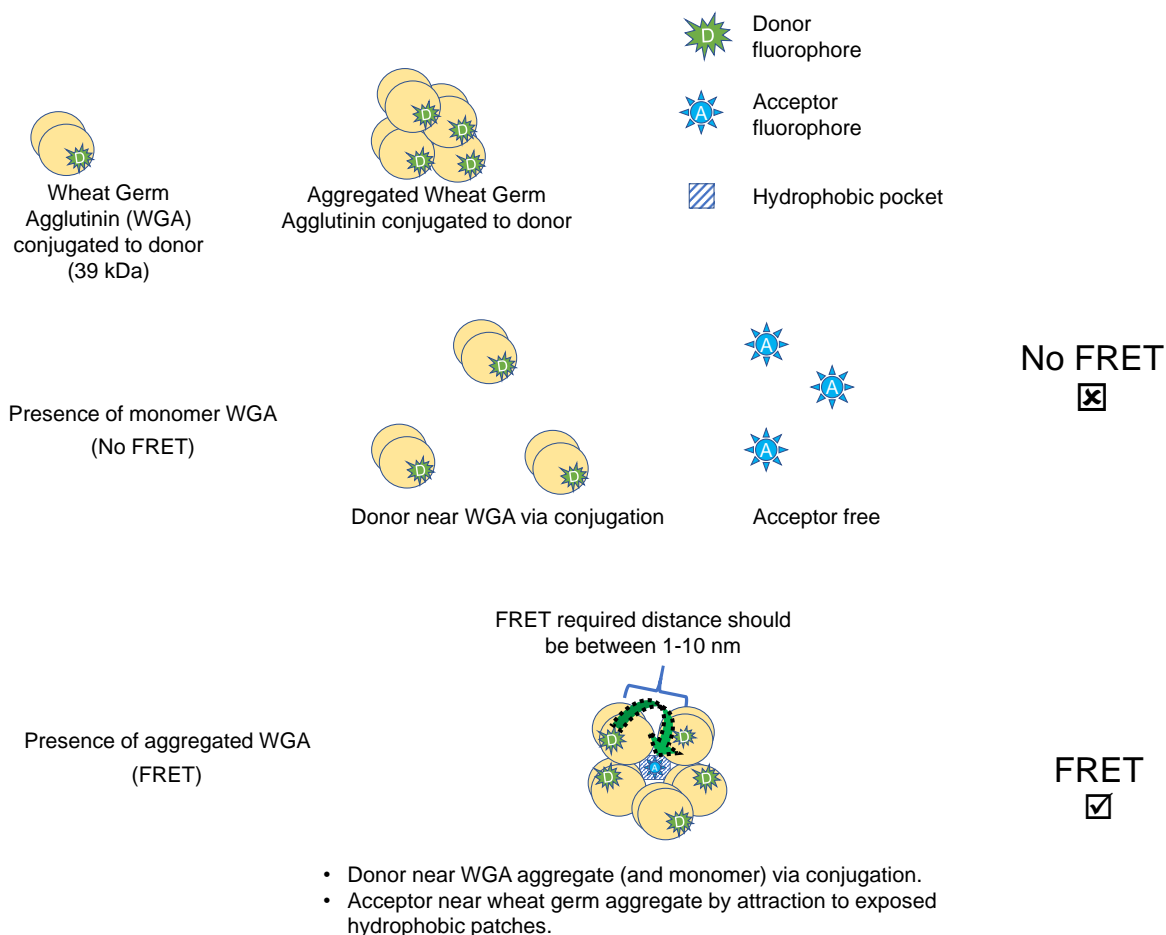 Donor
fluorophore
Acceptor
fluorophore
Hydrophobic pocket
D
A
D
D
D
D
D
Wheat Germ
Agglutinin (WGA)
conjugated to donor
(39 kDa)
Aggregated Wheat Germ
Agglutinin conjugated to donor
Presence of monomer WGA
(No FRET)
D
D
D
A
A
A
Donor near WGA via conjugation
Acceptor free
No FRET
FRET required distance should
be between 1-10 nm
Presence of aggregated WGA
(FRET)
D
D
A
D
D
D
FRET
• Donor near WGA aggregate (and monomer) via conjugation.
• Acceptor near wheat germ aggregate by attraction to exposed
hydrophobic patches.